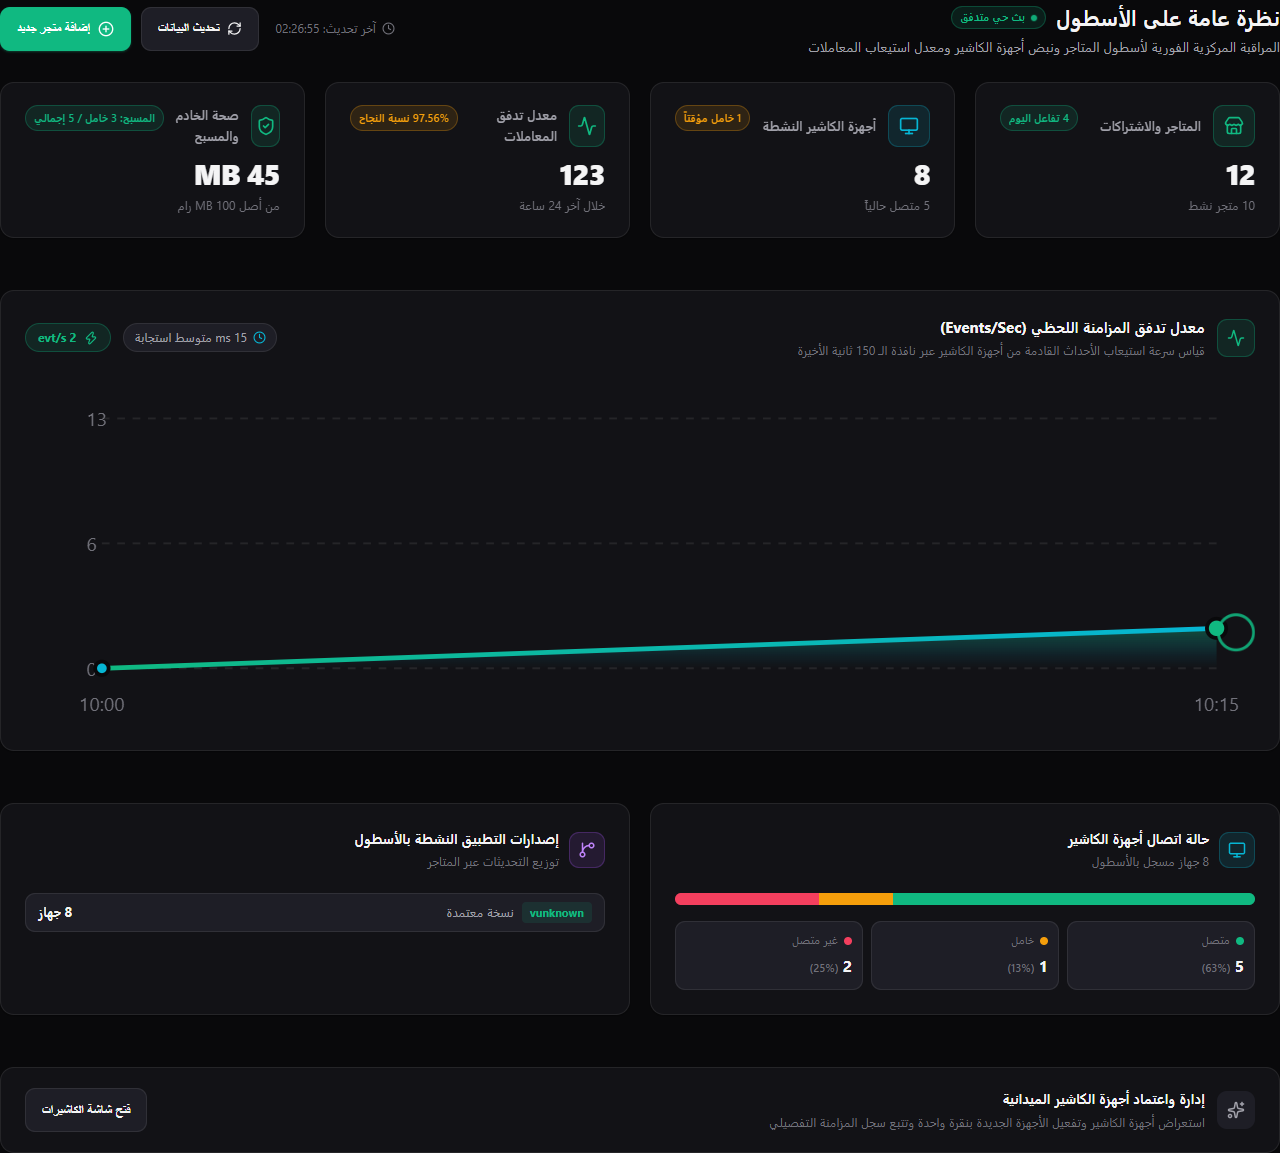 نظرة عامة على الأسطول
بث حي متدفق
المراقبة المركزية الفورية لأسطول المتاجر ونبض أجهزة الكاشير ومعدل استيعاب المعاملات
آخر تحديث: 02:26:55
تحديث البيانات
إضافة متجر جديد
المتاجر والاشتراكات
4 تفاعل اليوم
12
10 متجر نشط
أجهزة الكاشير النشطة
1 خامل مؤقتاً
8
5 متصل حالياً
معدل تدفق
المعاملات
97.56% نسبة النجاح
123
خلال آخر 24 ساعة
صحة الخادم
والمسبح
المسبح: 3 خامل / 5 إجمالي
45 MB
من أصل 100 MB رام
معدل تدفق المزامنة اللحظي (Events/Sec)
قياس سرعة استيعاب الأحداث القادمة من أجهزة الكاشير عبر نافذة الـ 150 ثانية الأخيرة
15 ms متوسط استجابة
2 evt/s
13
6
0
10:00
10:15
حالة اتصال أجهزة الكاشير
8 جهاز مسجل بالأسطول
متصل
5 (63%)
خامل
1 (13%)
غير متصل
2 (25%)
إصدارات التطبيق النشطة بالأسطول
توزيع التحديثات عبر المتاجر
vunknown
نسخة معتمدة
8 جهاز
إدارة واعتماد أجهزة الكاشير الميدانية
استعراض أجهزة الكاشير وتفعيل الأجهزة الجديدة بنقرة واحدة وتتبع سجل المزامنة التفصيلي
فتح شاشة الكاشيرات